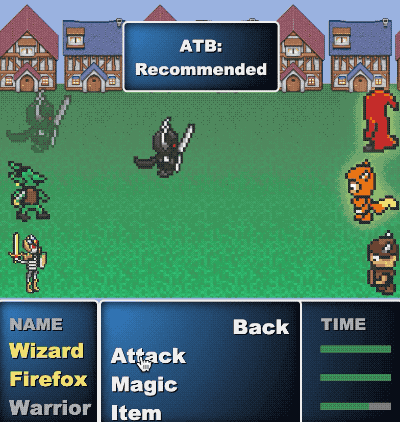 ATB:
Recommended
NAME
Wizard
Firefox
Warrior
Back
Attack
Magic
Item
TIME